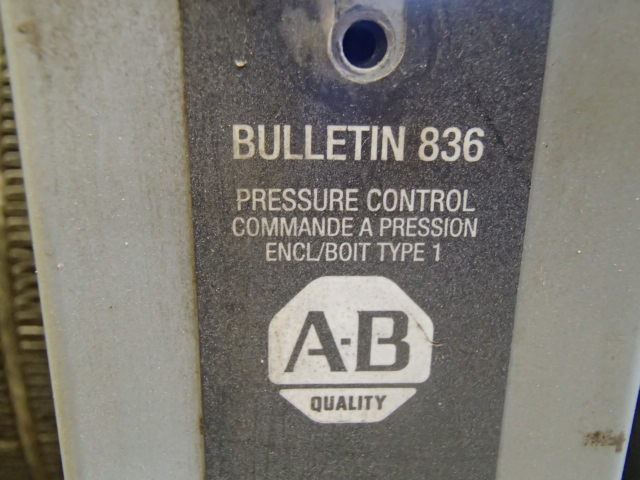 BULLETIN 836
PRESSURE CONTROL
COMMANDE A PRESSION
ENCL/BOIT TYPE 1
A-B
QUALITY